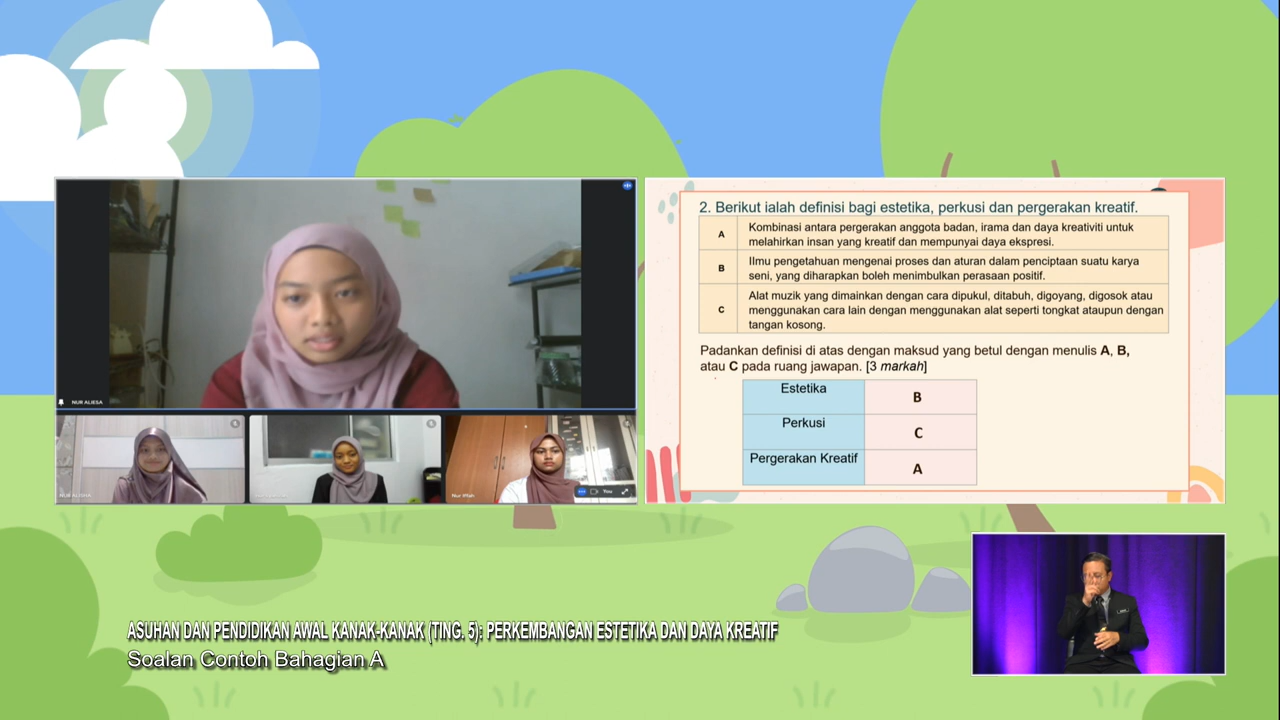 2. Berikut ialah definisi bagi estetika, perkusi dan pergerakan kreatif.
A
Kombinasi antara pergerakan anggota badan, irama dan daya kreativiti untuk
melahirkan insan yang kreatif dan mempunyai daya ekspresi.
B
Ilmu pengetahuan mengenai proses dan aturan dalam penciptaan suatu karya
seni, yang diharapkan boleh menimbulkan perasaan positif.
C
Alat muzik yang dimainkan dengan cara dipukul, ditabuh, digoyang, digosok atau
menggunakan cara lain dengan menggunakan alat seperti tongkat ataupun dengan
tangan kosong.
Padankan definisi di atas dengan maksud yang betul dengan menulis A, B,
atau C pada ruang jawapan. [3 markah]
Estetika B
Perkusi C
Pergerakan Kreatif A
NUR ALIESA
NUR ALISHA
Nur Iffah
You
ASUHAN DAN PENDIDIKAN AWAL KANAK-KANAK (TING. 5): PERKEMBANGAN ESTETIKA DAN DAYA KREATIF
Soalan Contoh Bahagian A